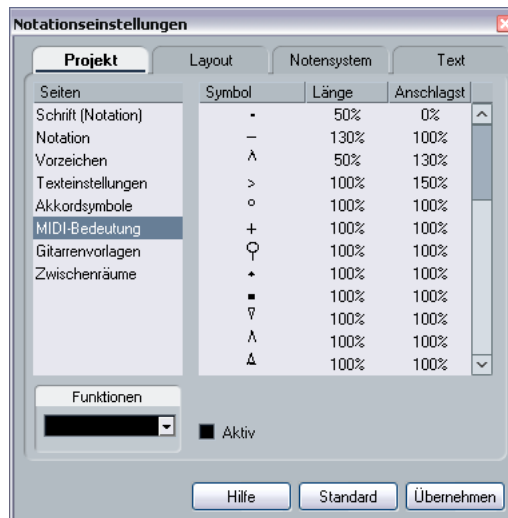 Notationseinstellungen
Projekt Layout Notensystem Text
Seiten Symbol Länge Anschlagst
Schrift (Notation) 50% 0%
Notation 130% 100%
Vorzeichen 50% 130%
Texteinstellungen > 100% 150%
Akkordsymbole 100% 100%
MIDI-Bedeutung + 100% 100%
Gitarrenvorlagen 100% 100%
Zwischenräume 100% 100%
100% 100%
100% 100%
100% 100%
100% 100%
Funktionen
Aktiv
Hilfe Standard Übernehmen